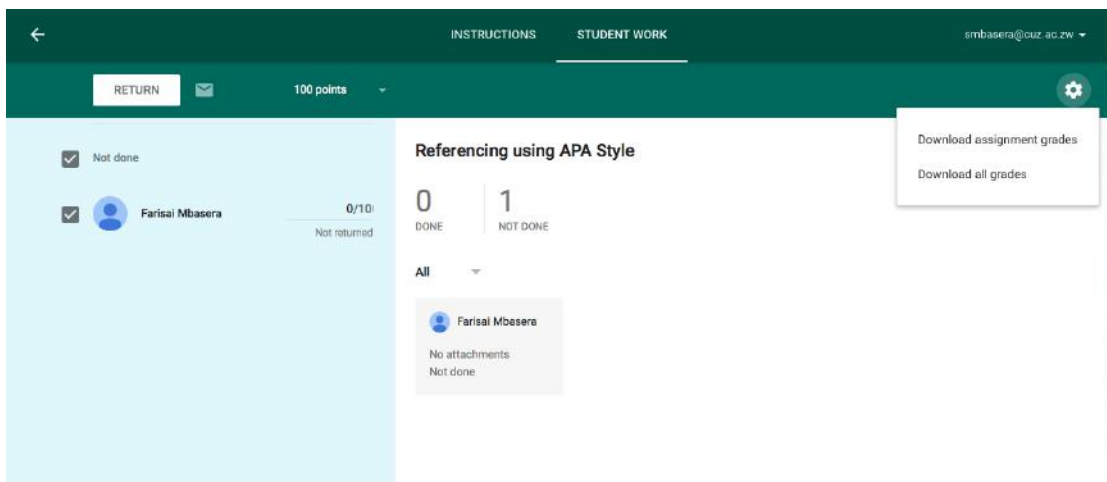 INSTRUCTIONS STUDENT WORK smbasera@cuz.ac.zw
RETURN 100 points
Download assignment grades
Download all grades
Not done
Farisai Mbasera 0/10
Not returned
Referencing using APA Style
0 1
DONE NOT DONE
All
Farisai Mbasera
No attachments
Not done